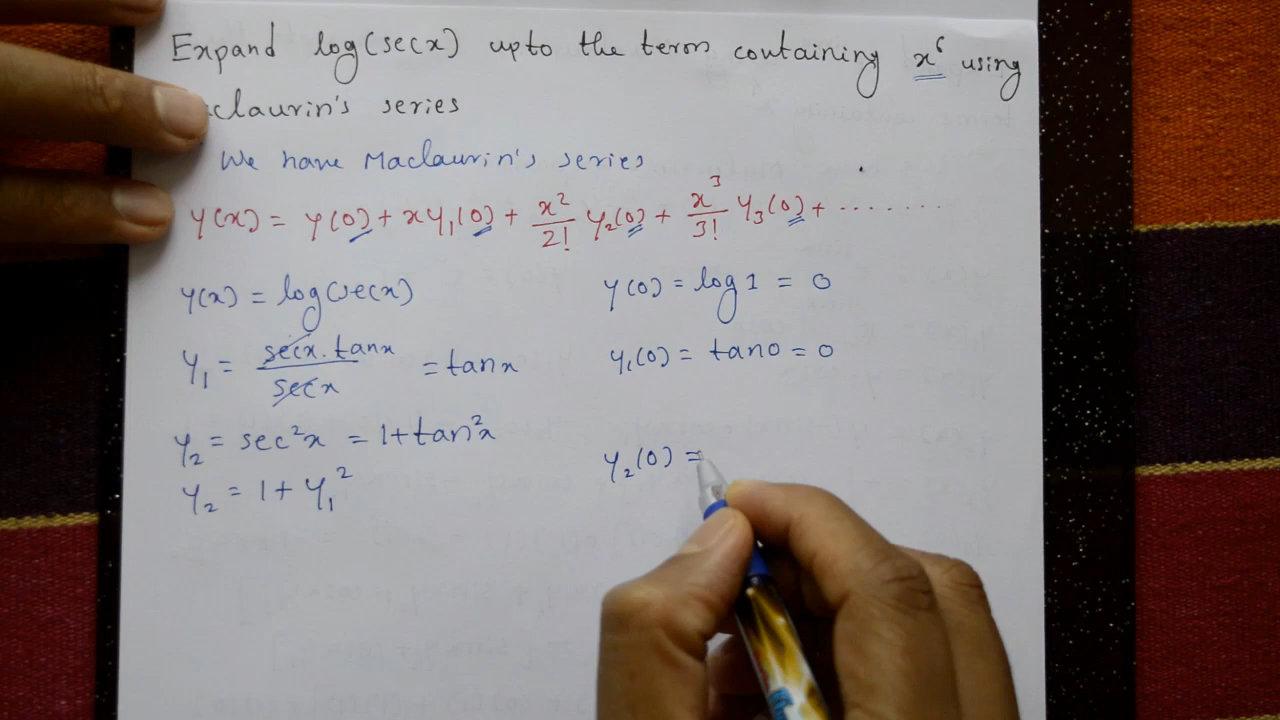 Expand log(secx) upto the term containing x⁶ using
claurin's series
We have Maclaurin's series
y(x) = y(0) + xy₁(0) + x²/2! y₂(0) + x³/3! y₃(0) + ........
y(x) = log(secx)
y(0) = log 1 = 0
y₁ = secx.tanx/secx = tanx
y₁(0) = tan0 = 0
y₂ = sec²x = 1+tan²x
y₂(0) =
y₂ = 1+y₁²